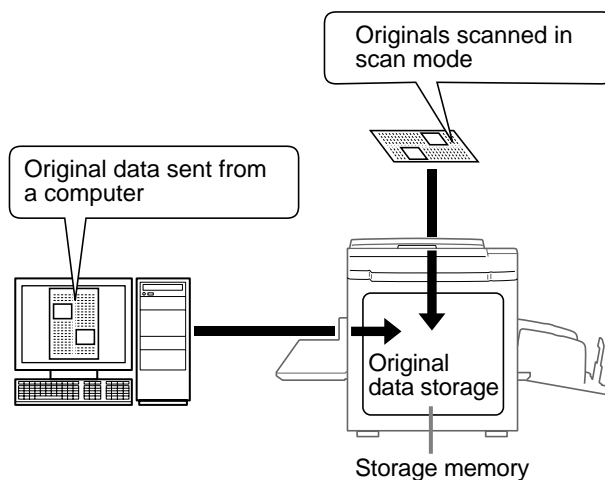 Originals scanned in
scan mode
Original data sent from
a computer
Original
data storage
Storage memory